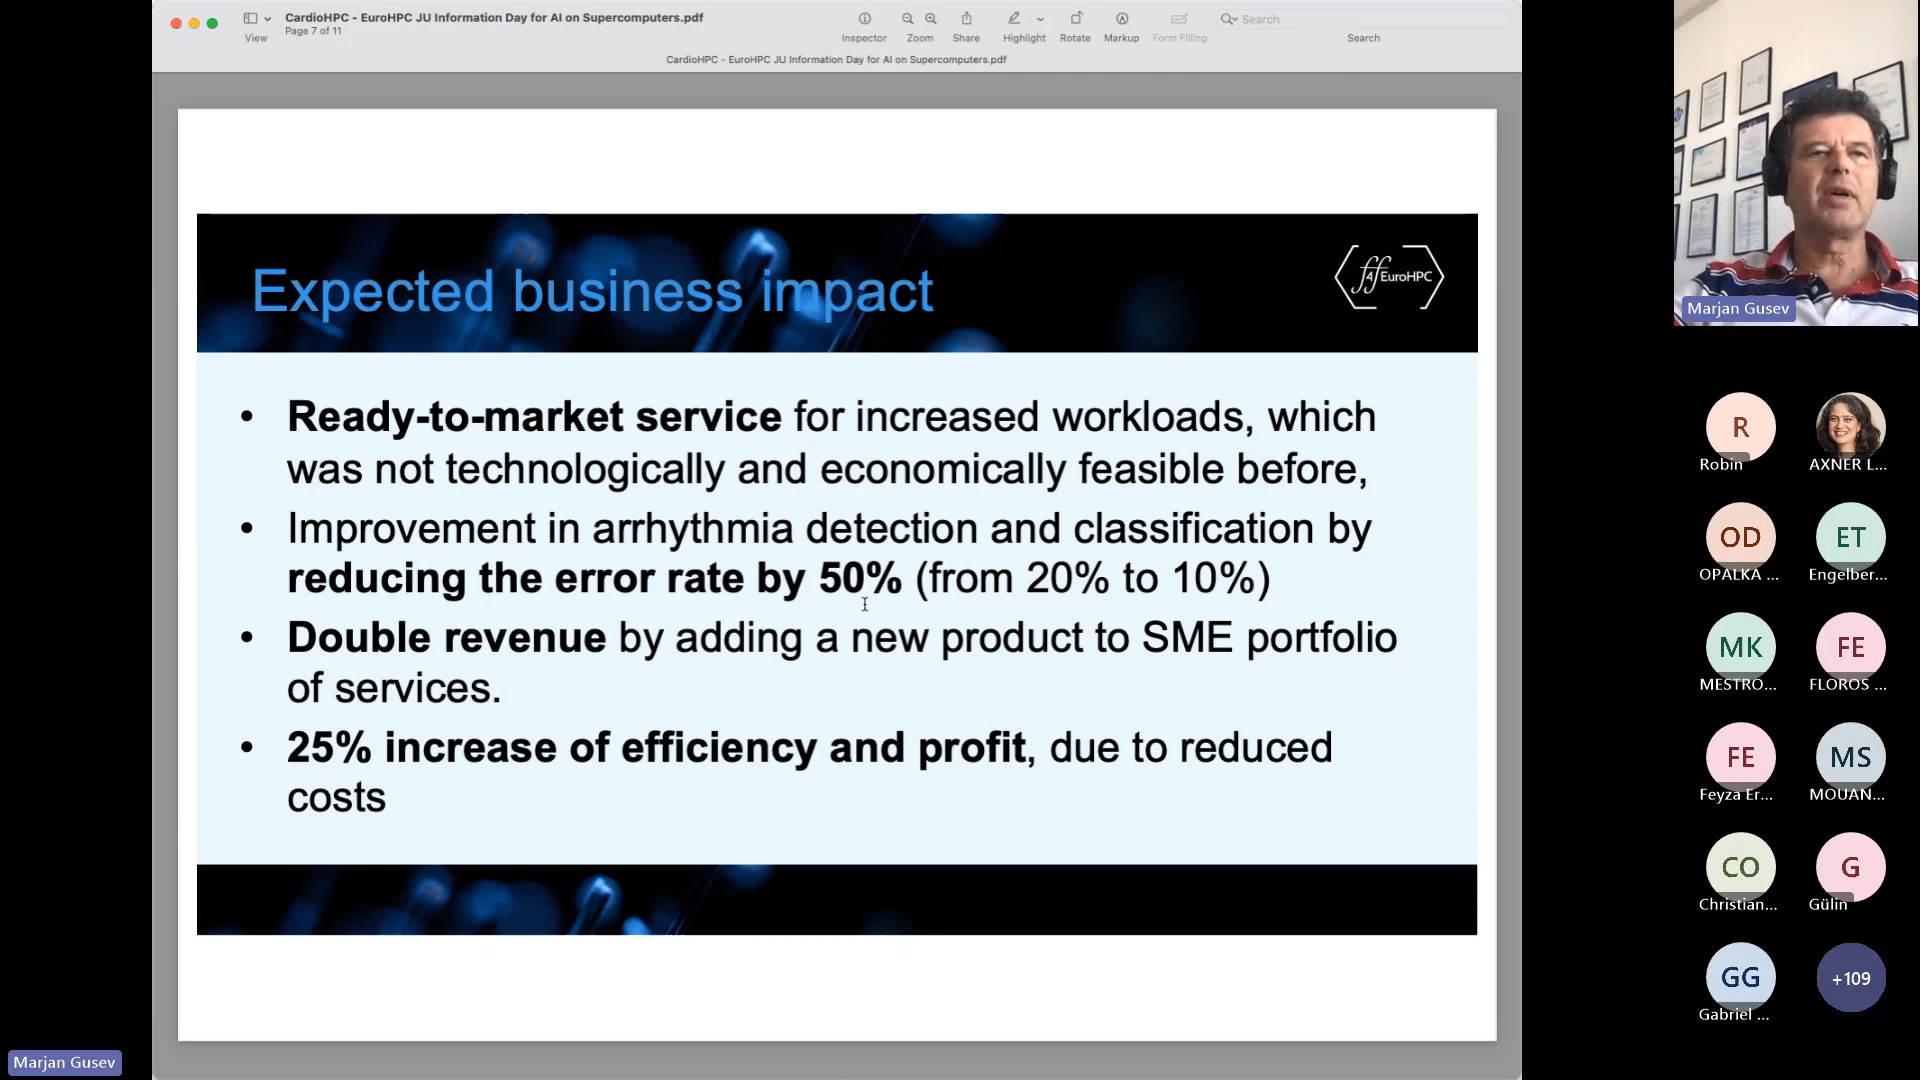 CardioHPC - EuroHPC JU Information Day for AI on Supercomputers.pdf
Page 7 of 11
View
Inspector
Zoom
Share
Highlight
Rotate
Markup
Form Filling
Search
Search
CardioHPC - EuroHPC JU Information Day for AI on Supercomputers.pdf
Expected business impact
ff4EuroHPC
• Ready-to-market service for increased workloads, which
was not technologically and economically feasible before,
• Improvement in arrhythmia detection and classification by
reducing the error rate by 50% (from 20% to 10%)
• Double revenue by adding a new product to SME portfolio
of services.
• 25% increase of efficiency and profit, due to reduced
costs
Marjan Gusev
Marjan Gusev
R
Robin
AXNER L...
OD
OPALKA ...
ET
Engelber...
MK
MESTRO...
FE
FLOROS ...
FE
Feyza Er...
MS
MOUAN...
CO
Christian...
G
Gülin
GG
Gabriel ...
+109